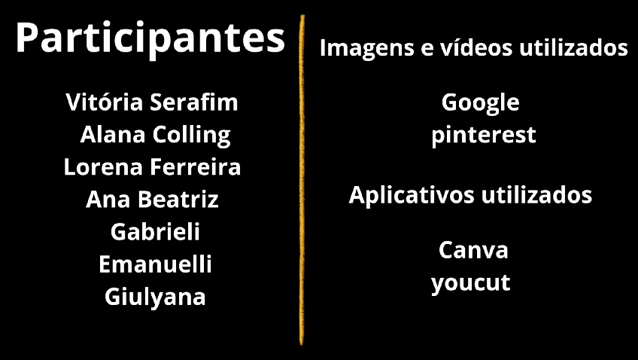 Participantes
Vitória Serafim
Alana Colling
Lorena Ferreira
Ana Beatriz
Gabrieli
Emanuelli
Giulyana
Imagens e vídeos utilizados
Google
pinterest
Aplicativos utilizados
Canva
youcut